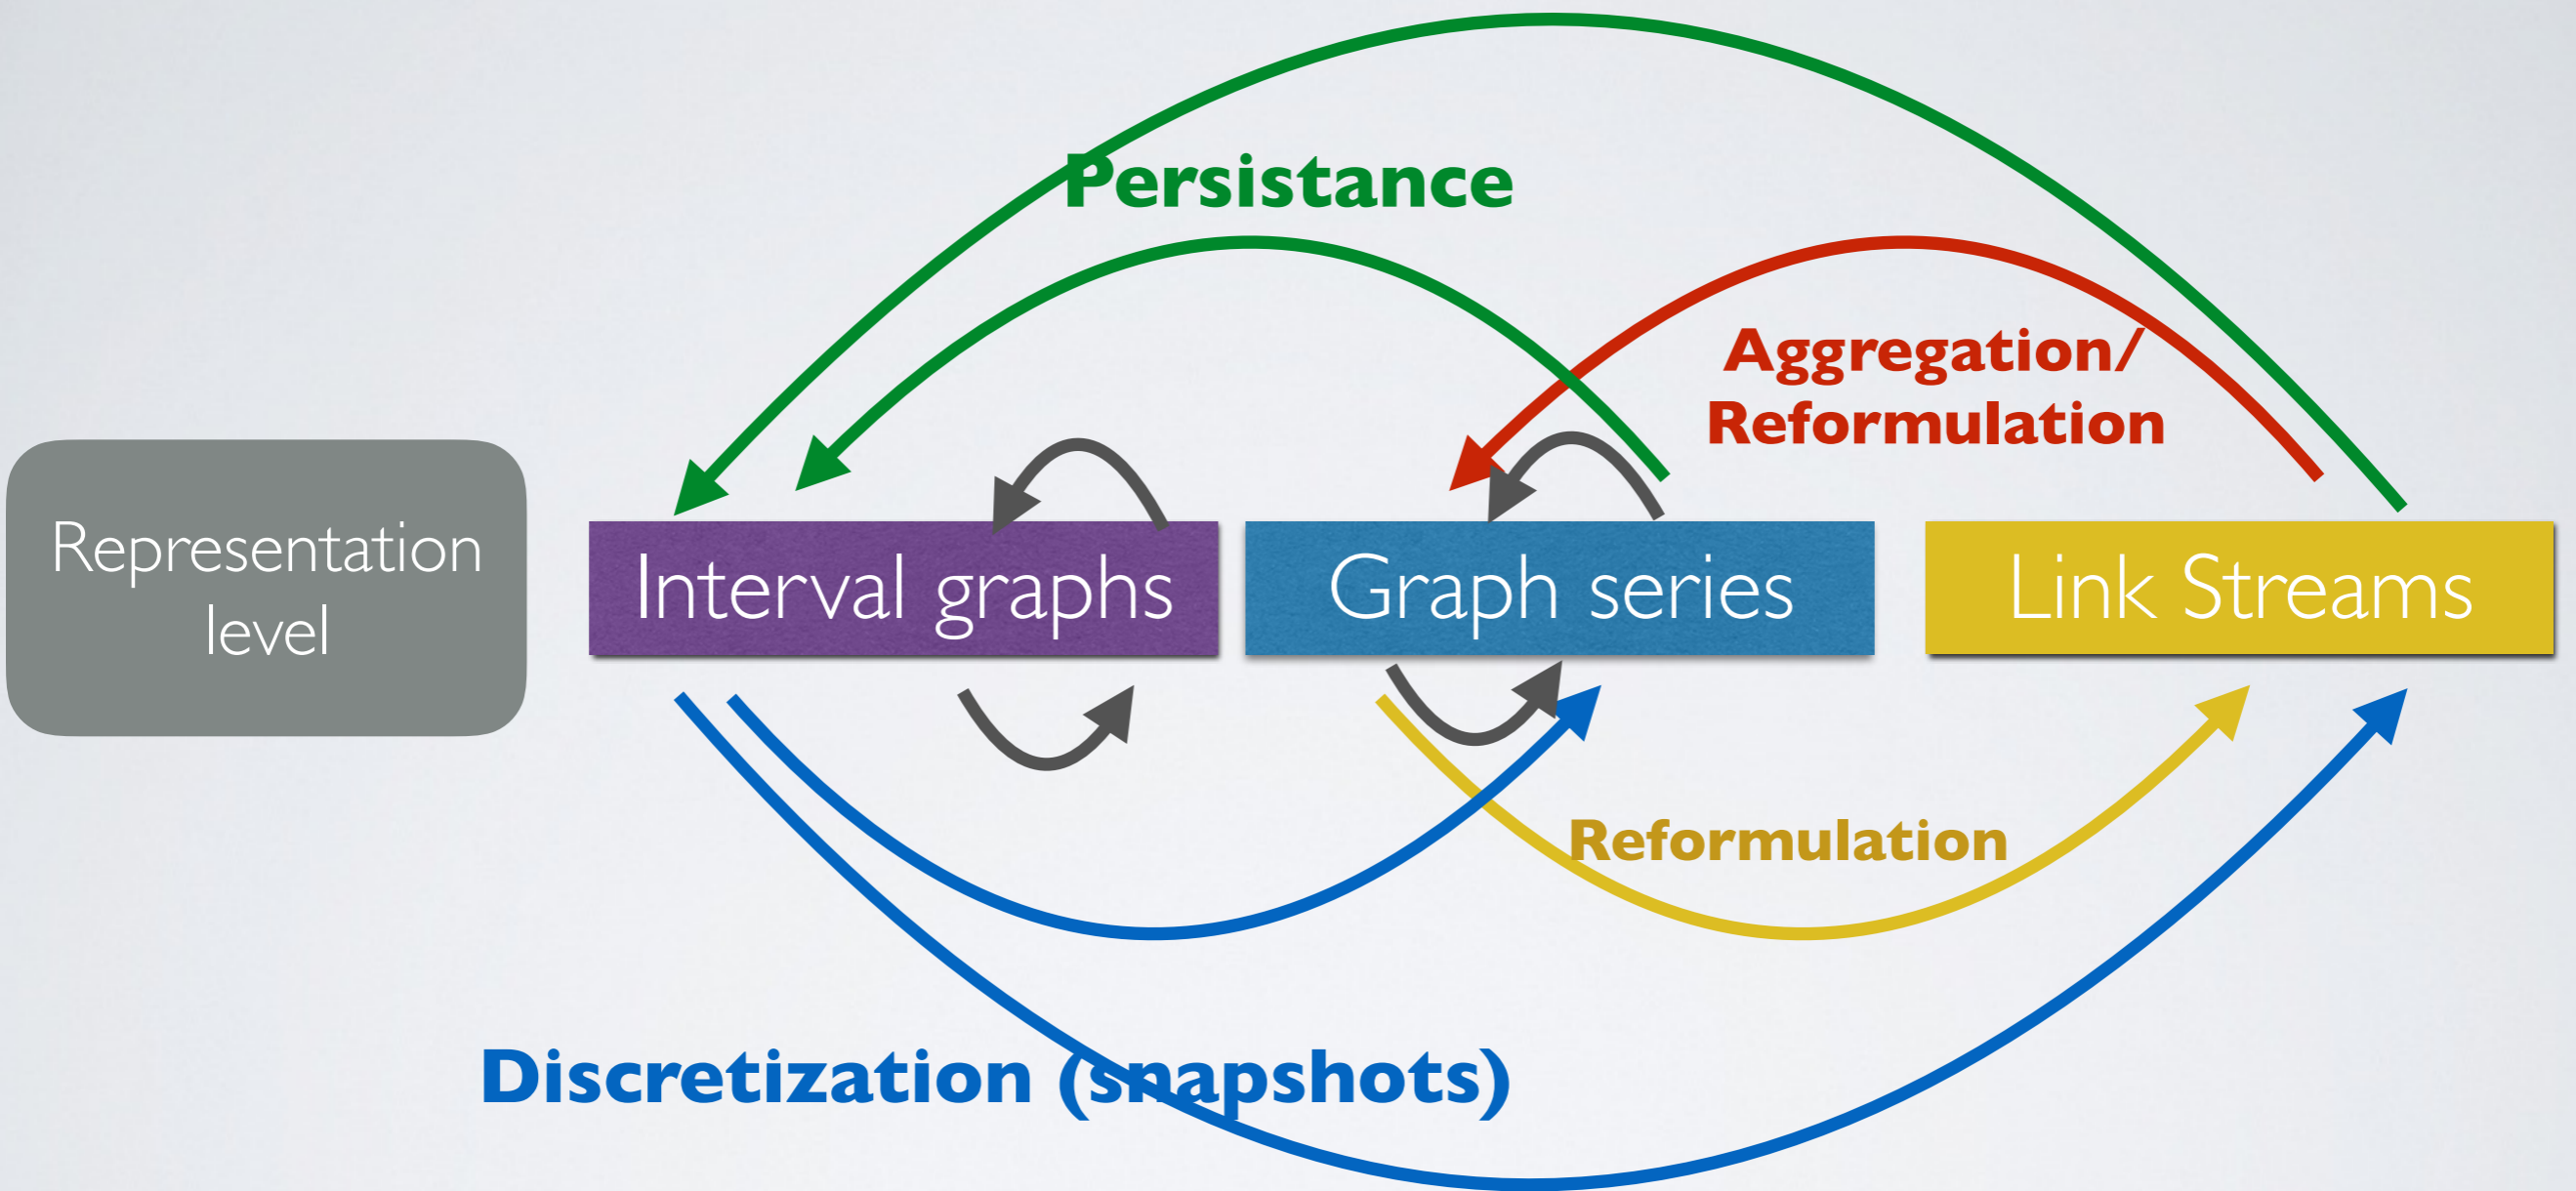 Persistance
Aggregation/
Reformulation
Representation
level
Interval graphs
Graph series
Link Streams
Reformulation
Discretization (snapshots)